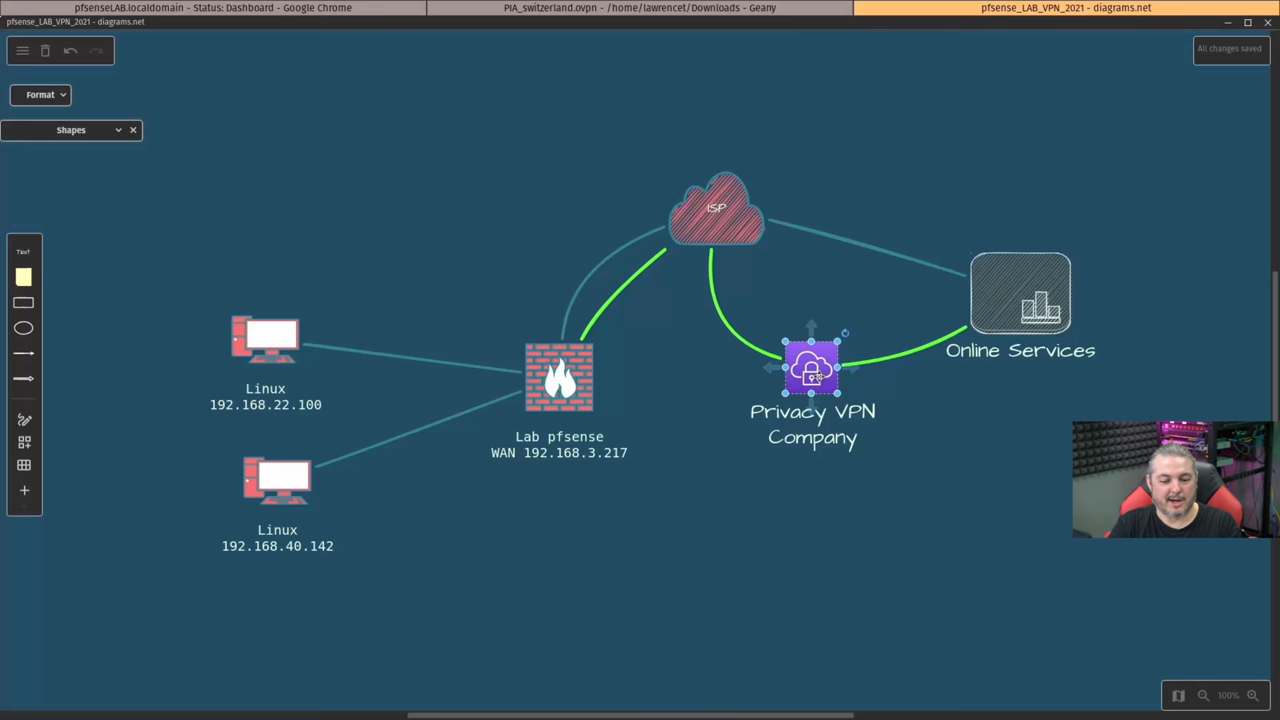 pfsenseLAB.localdomain - Status: Dashboard - Google Chrome
PIA_switzerland.ovpn - /home/lawrencet/Downloads - Geany
pfsense_LAB_VPN_2021 - diagrams.net
pfsense_LAB_VPN_2021 - diagrams.net
All changes saved
Format
Shapes
Text
ISP
Online Services
Linux
192.168.22.100
Privacy VPN
Company
Lab pfsense
WAN 192.168.3.217
Linux
192.168.40.142
100%